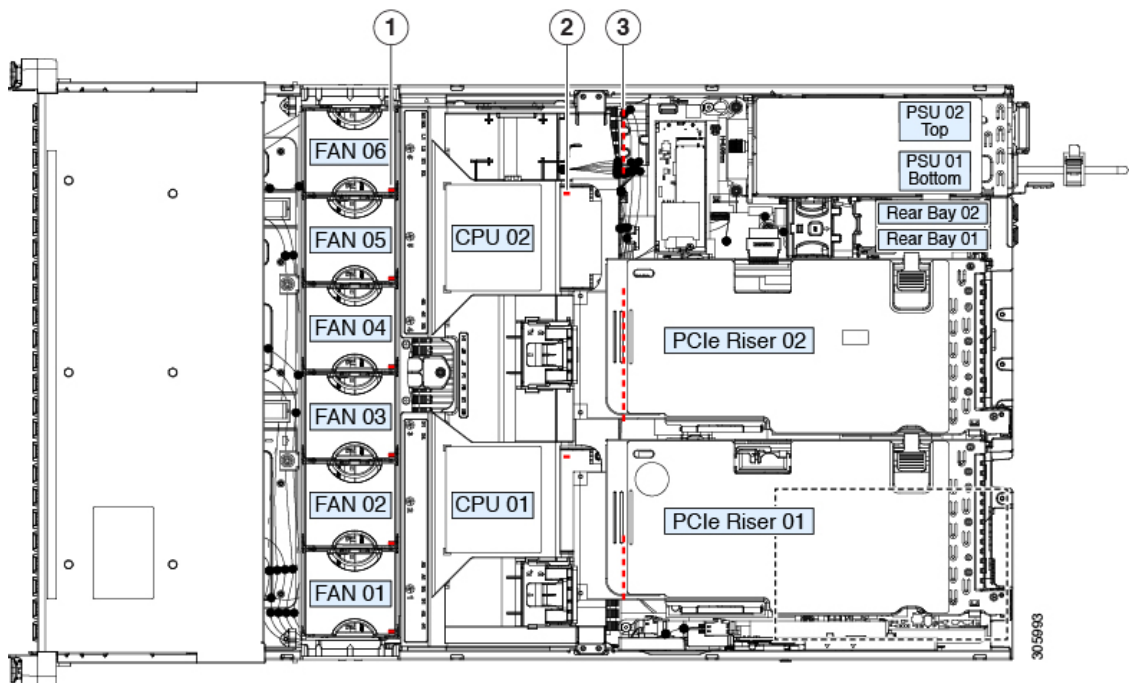 1
2
3
FAN 06
FAN 05
FAN 04
FAN 03
FAN 02
FAN 01
CPU 02
CPU 01
PSU 02
Top
PSU 01
Bottom
Rear Bay 02
Rear Bay 01
PCIe Riser 02
PCIe Riser 01
305993